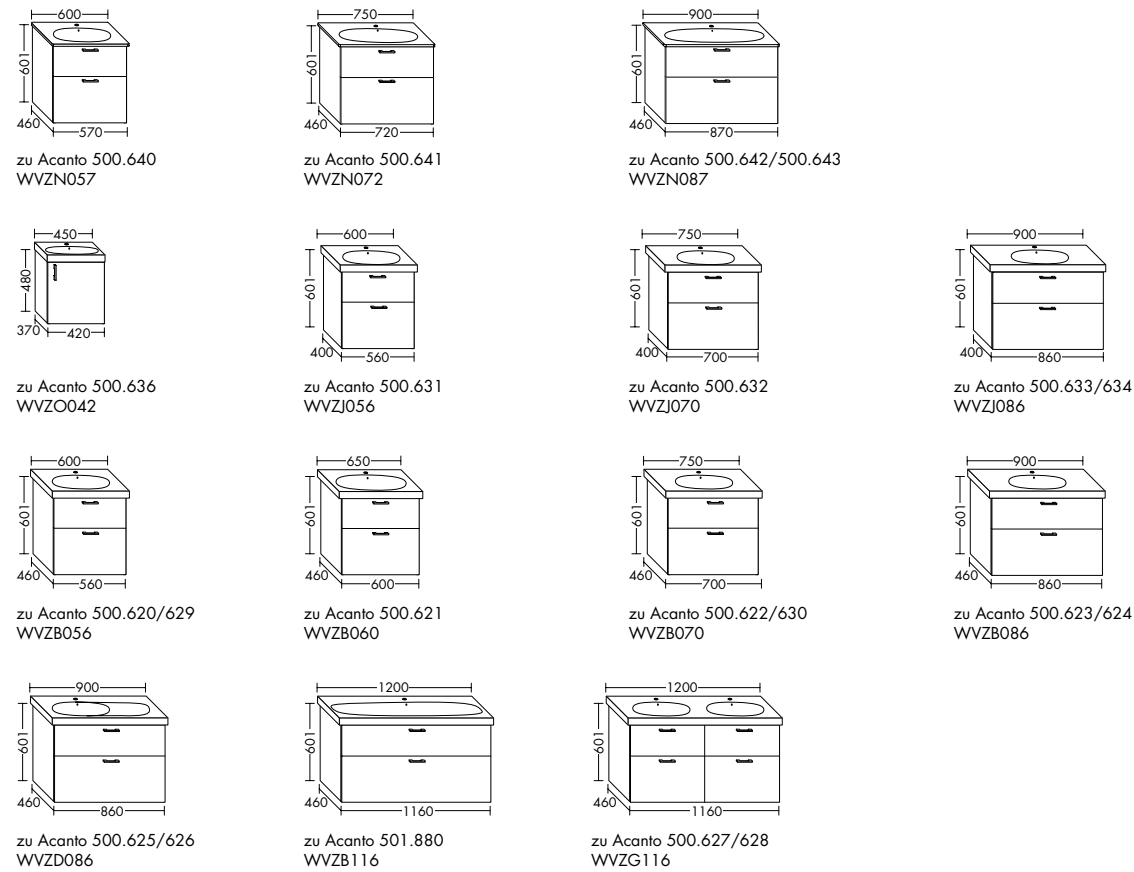 600
601
460
570
zu Acanto 500.640
WVZN057
750
601
460
720
zu Acanto 500.641
WVZN072
900
601
460
870
zu Acanto 500.642/500.643
WVZN087
450
480
370
420
zu Acanto 500.636
WVZO042
600
601
400
560
zu Acanto 500.631
WVZJ056
750
601
400
700
zu Acanto 500.632
WVZJ070
900
601
400
860
zu Acanto 500.633/634
WVZJ086
600
601
460
560
zu Acanto 500.620/629
WVZB056
650
601
460
600
zu Acanto 500.621
WVZB060
750
601
460
700
zu Acanto 500.622/630
WVZB070
900
601
460
860
zu Acanto 500.623/624
WVZB086
900
601
460
860
zu Acanto 500.625/626
WVZD086
1200
601
460
1160
zu Acanto 501.880
WVZB116
1200
601
460
1160
zu Acanto 500.627/628
WVZG116